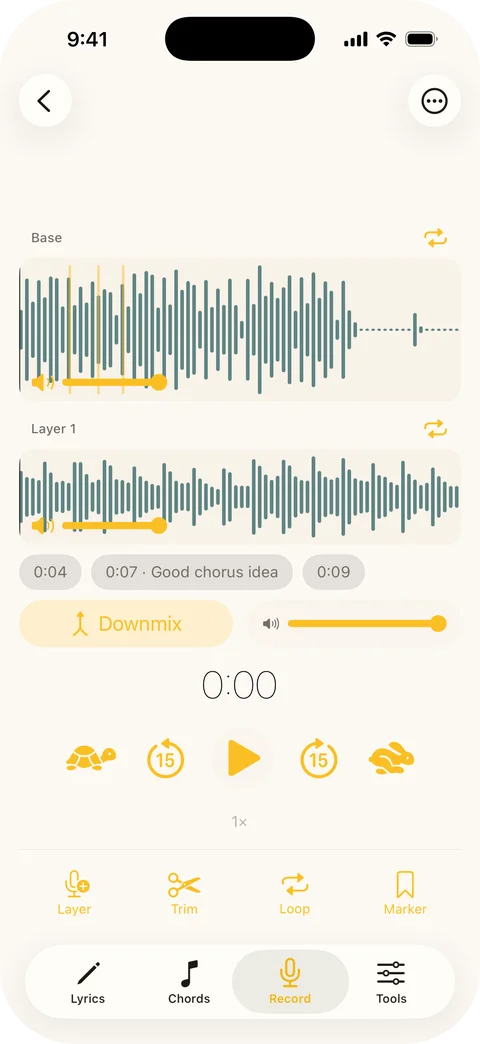 9:41
Base
Layer 1
0:04
0:07 · Good chorus idea
0:09
Downmix
0:00
15
15
1×
Layer
Trim
Loop
Marker
Lyrics
Chords
Record
Tools